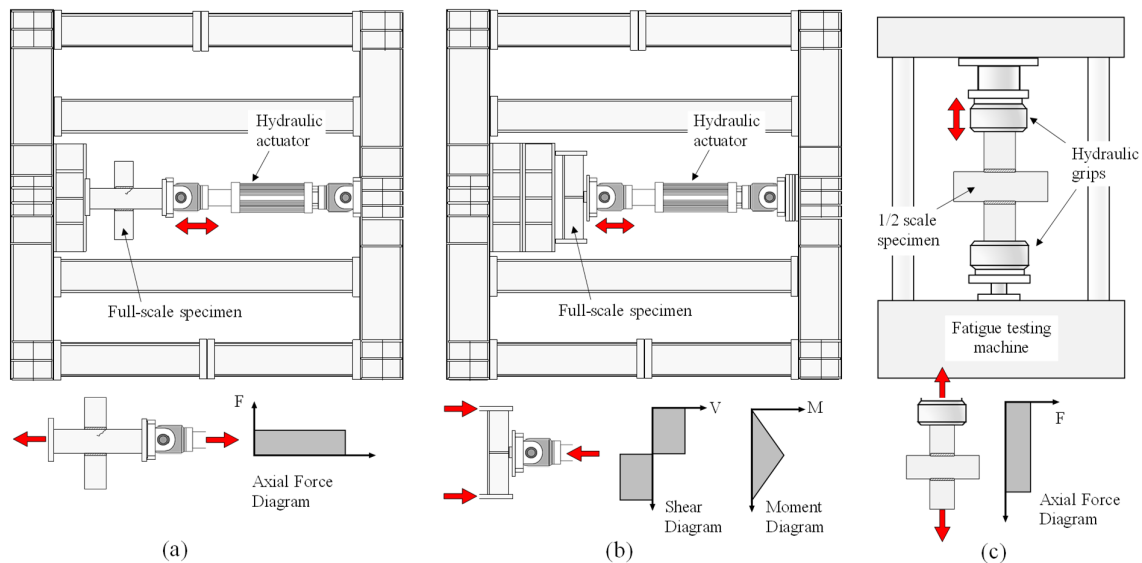 Hydraulic
actuator
Full-scale specimen
F
Axial Force
Diagram
(a)
Hydraulic
actuator
Full-scale specimen
V
Shear
Diagram
M
Moment
Diagram
(b)
Hydraulic
grips
1/2 scale
specimen
Fatigue testing
machine
F
Axial Force
Diagram
(c)